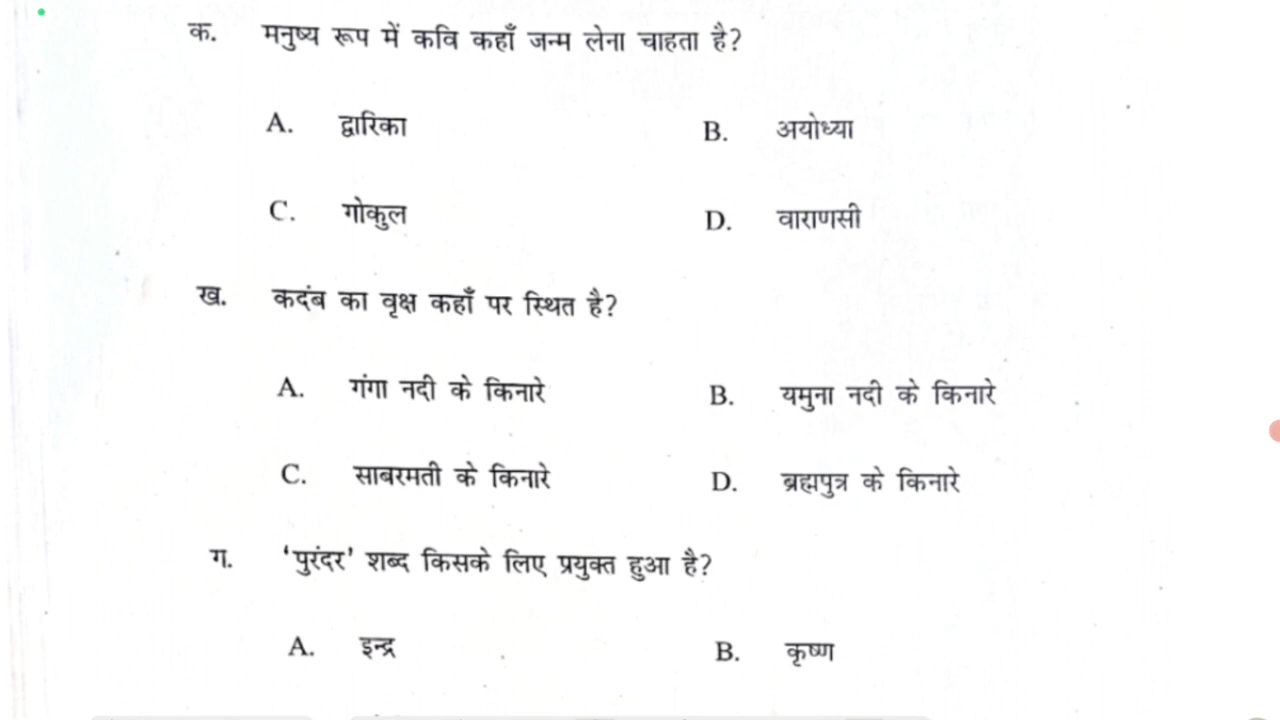 क. मनुष्य रूप में कवि कहाँ जन्म लेना चाहता है?
A. द्वारिका B. अयोध्या
C. गोकुल D. वाराणसी
ख. कदंब का वृक्ष कहाँ पर स्थित है?
A. गंगा नदी के किनारे B. यमुना नदी के किनारे
C. साबरमती के किनारे D. ब्रह्मपुत्र के किनारे
ग. ‘पुरंदर’ शब्द किसके लिए प्रयुक्त हुआ है?
A. इन्द्र B. कृष्ण